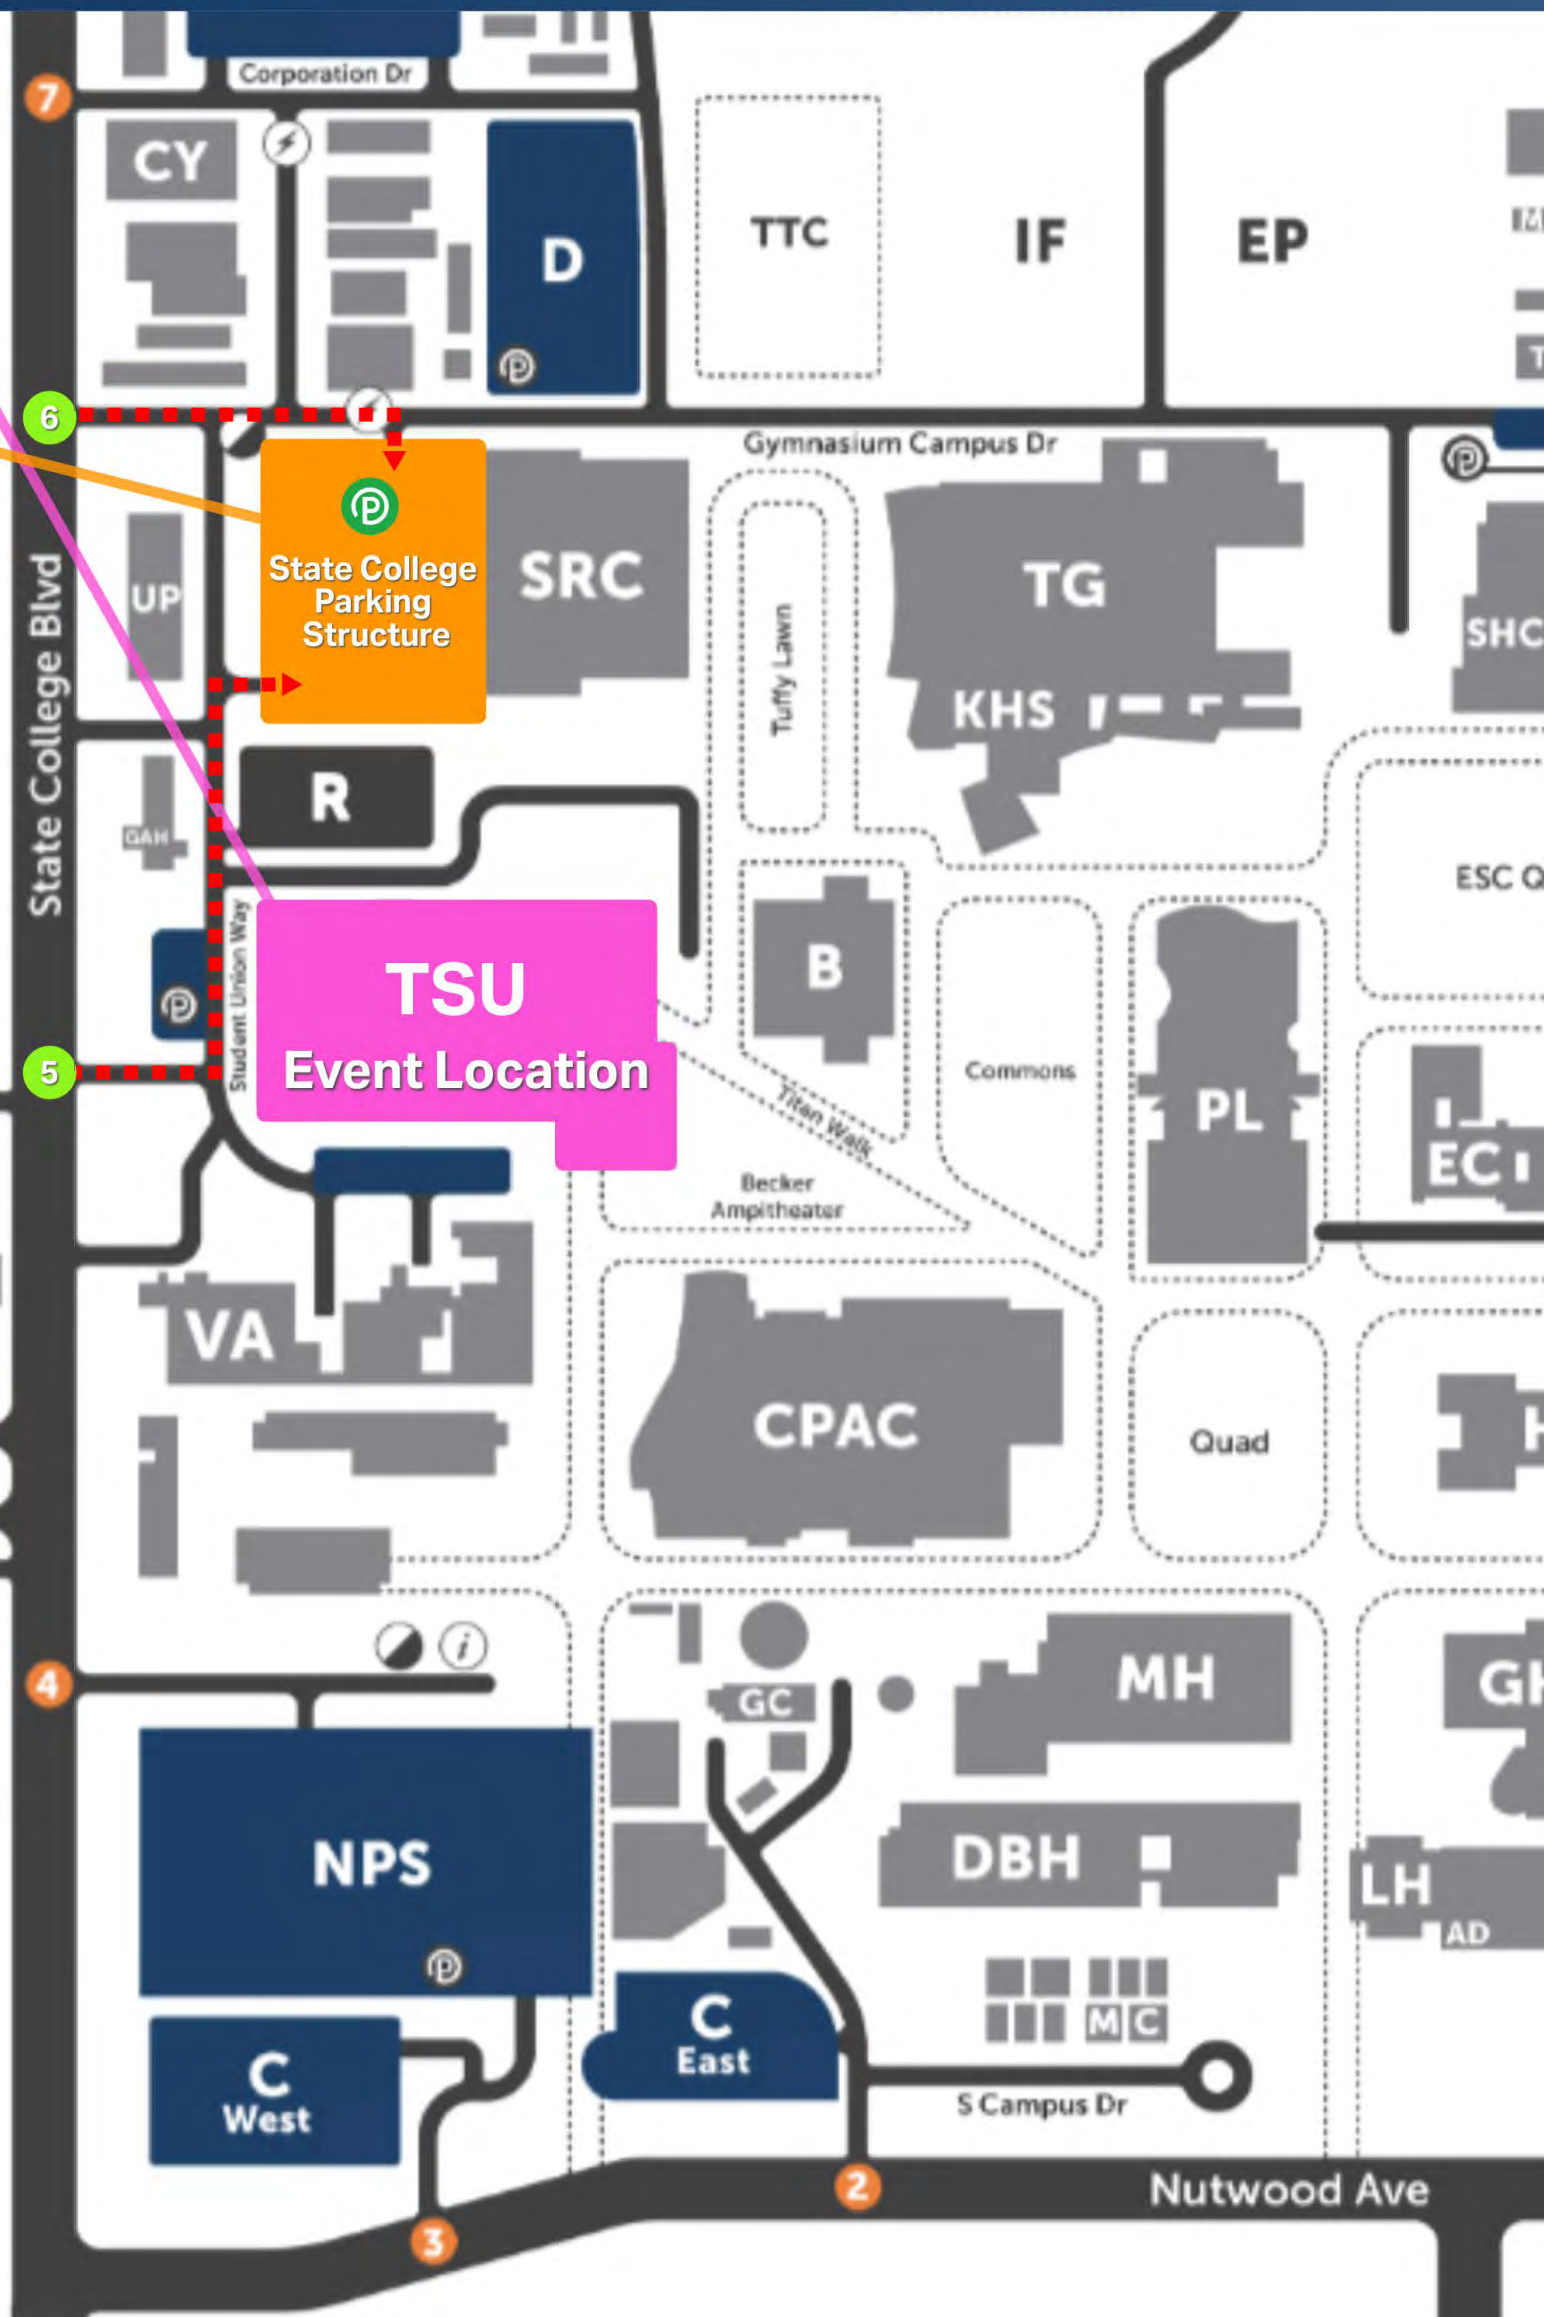 Corporation Dr
7
CY
D
P
TTC
IF
EP
T
6
Gymnasium Campus Dr
P
P
State College
Parking
Structure
SRC
TG
SHC
UP
State College Blvd
Tuffy Lawn
KHS
R
GAH
ESC Q
Student Union Way
P
TSU
Event Location
B
Commons
PL
5
Titan Walk
EC
Becker
Ampitheater
VA
CPAC
Quad
H
i
4
MH
GC
GH
NPS
P
DBH
LH
AD
C
East
M C
C
West
S Campus Dr
2
Nutwood Ave
3